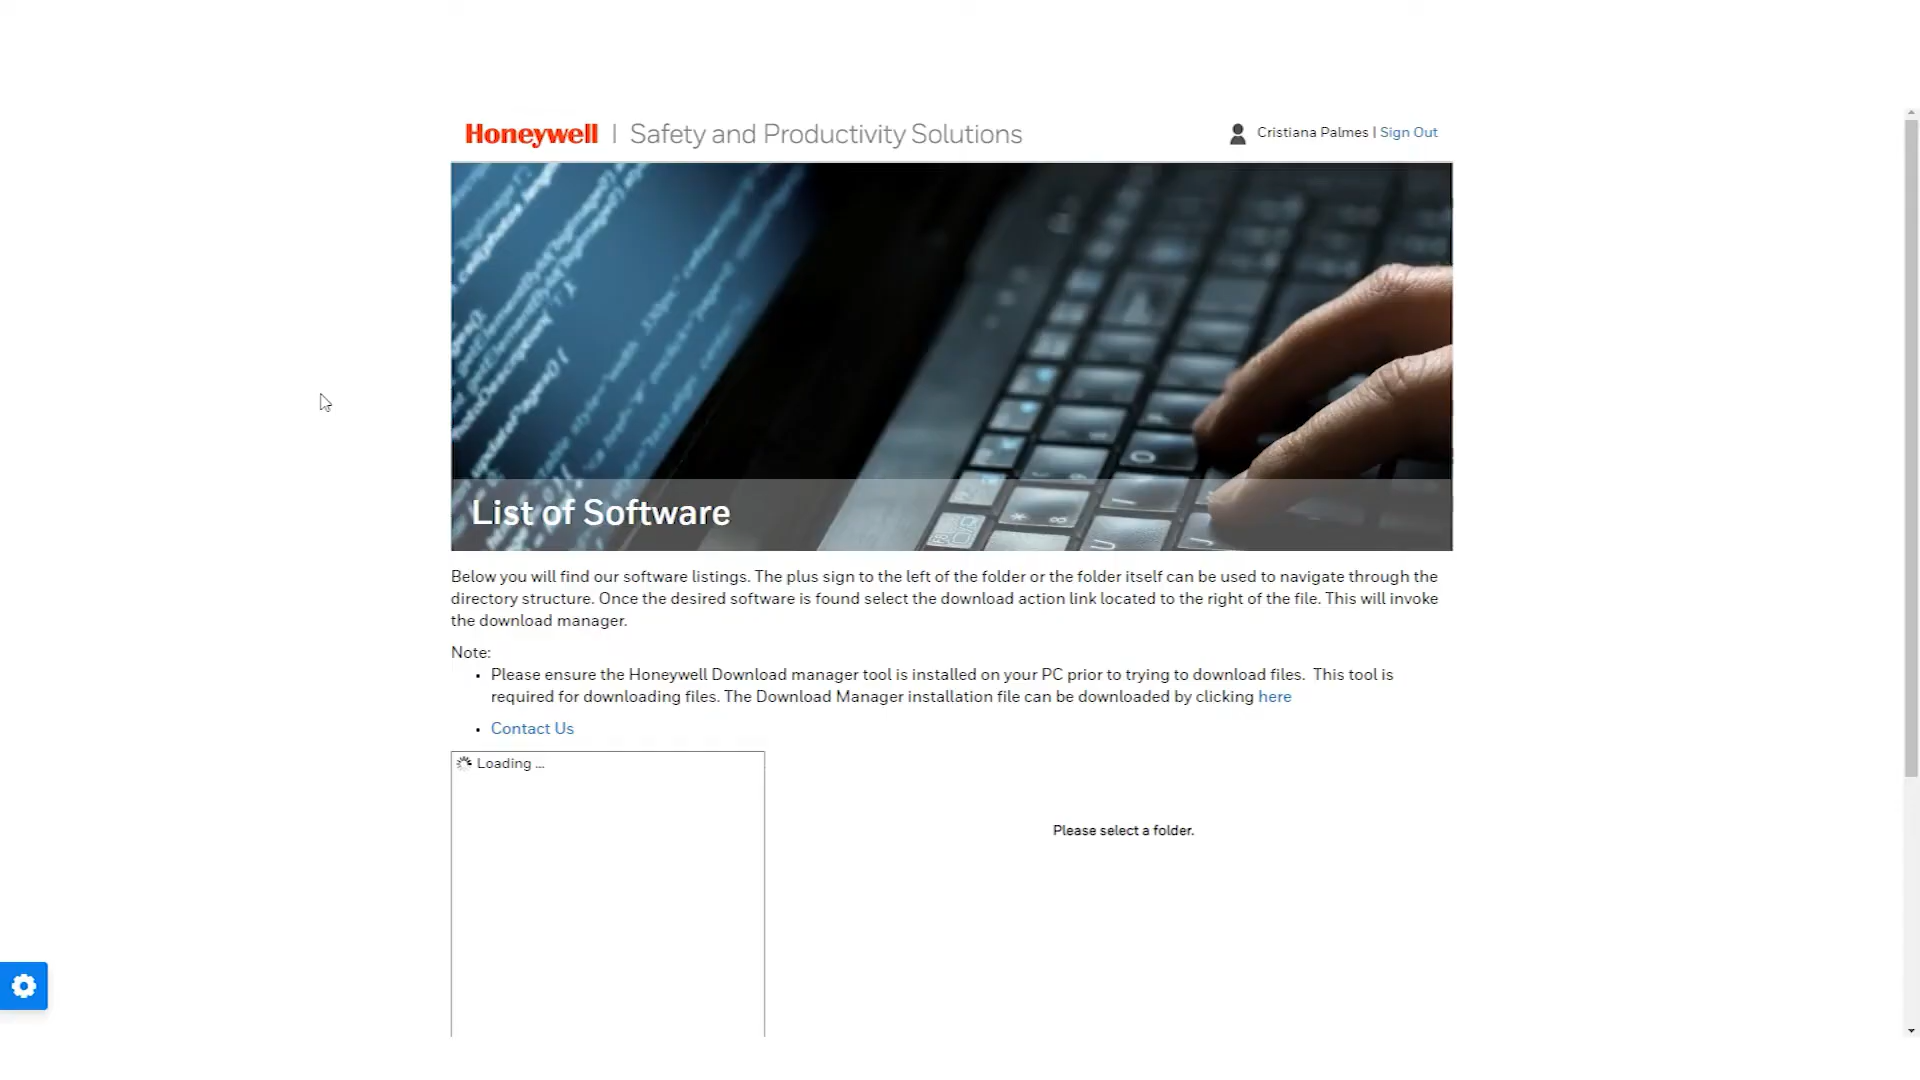 Honeywell | Safety and Productivity Solutions
Cristiana Palmes | Sign Out
List of Software
Below you will find our software listings. The plus sign to the left of the folder or the folder itself can be used to navigate through the
directory structure. Once the desired software is found select the download action link located to the right of the file. This will invoke
the download manager.
Note:
• Please ensure the Honeywell Download manager tool is installed on your PC prior to trying to download files. This tool is
required for downloading files. The Download Manager installation file can be downloaded by clicking here
• Contact Us
Loading ...
Please select a folder.